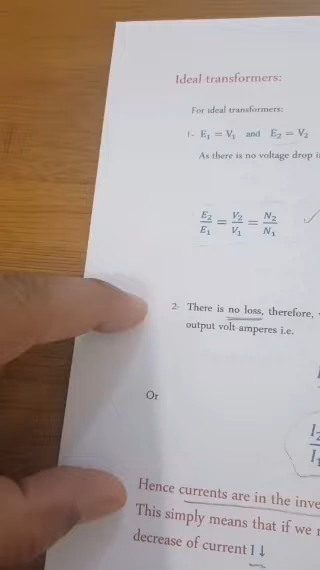 Ideal transformers:
For ideal transformers:
1- E₁ = V₁ and E₂ = V₂
As there is no voltage drop
E₂/E₁ = V₂/V₁ = N₂/N₁
2- There is no loss, therefore,
output volt-amperes i.e.
Or
I₂/I₁
Hence currents are in the
This simply means that if we
decrease of current I ↓